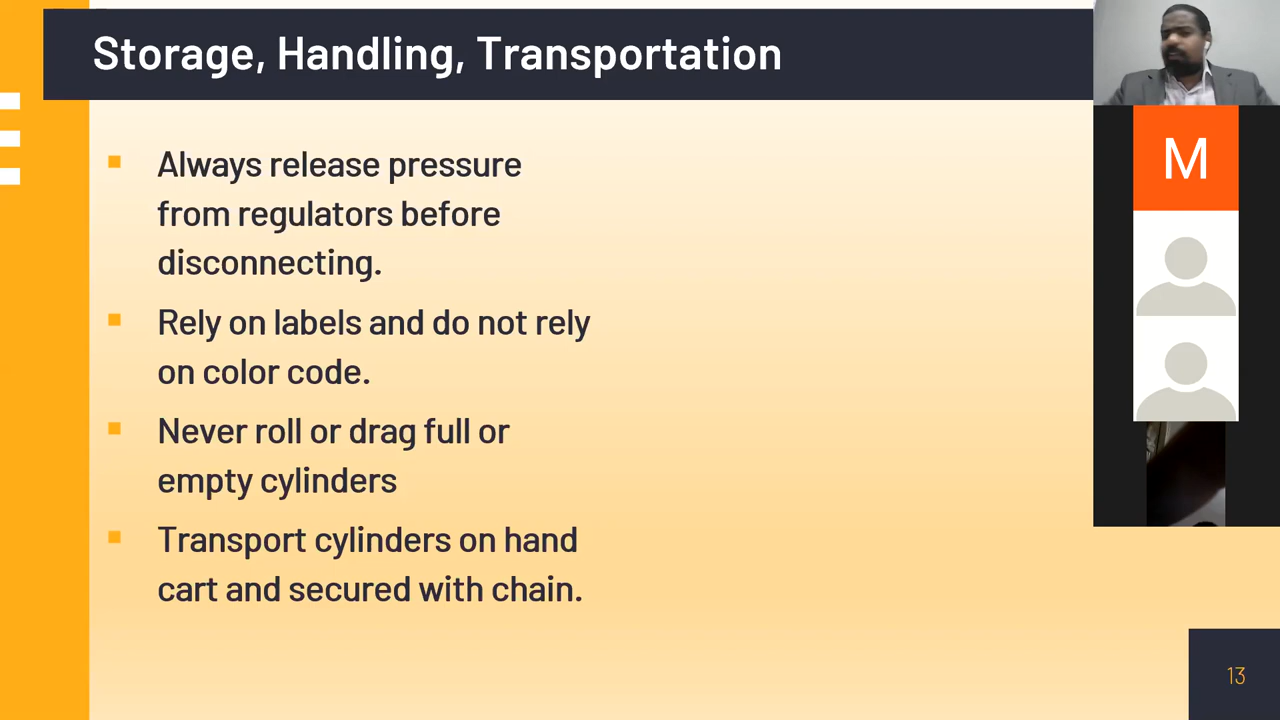 Storage, Handling, Transportation
Always release pressure
from regulators before
disconnecting.
Rely on labels and do not rely
on color code.
Never roll or drag full or
empty cylinders
Transport cylinders on hand
cart and secured with chain.
M
13